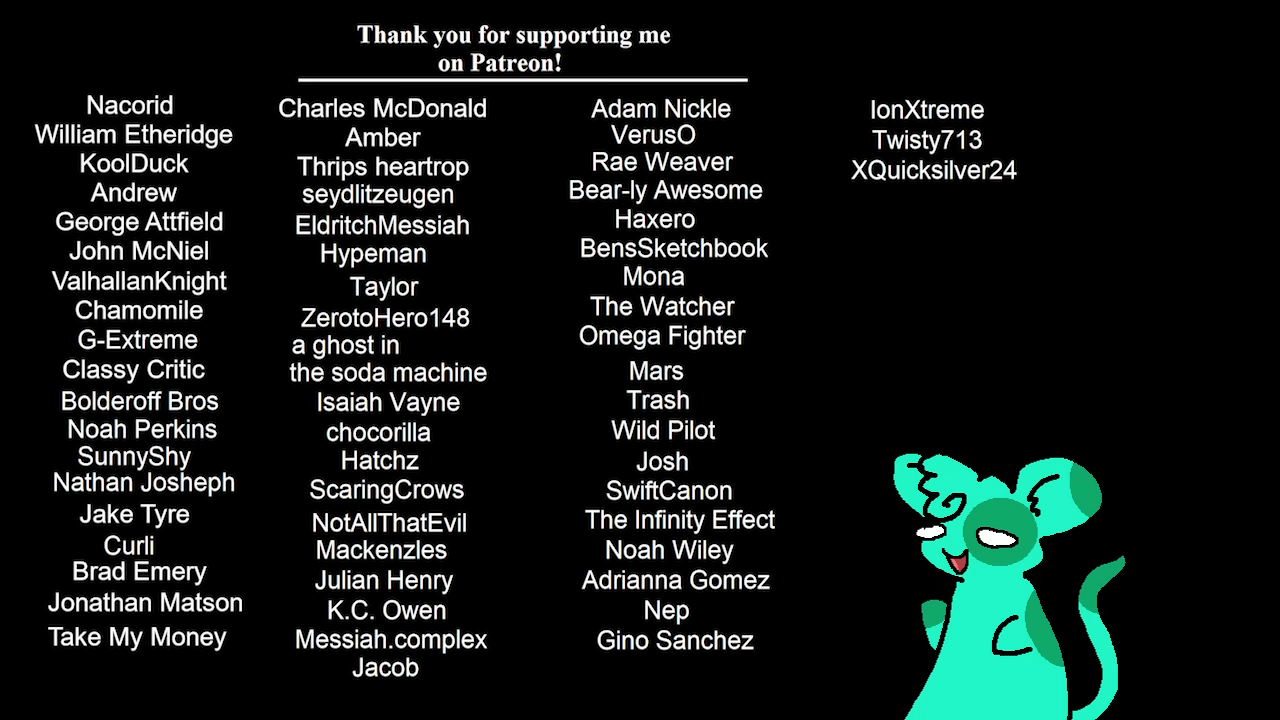 Thank you for supporting me
on Patreon!
Nacorid
William Etheridge
KoolDuck
Andrew
George Attfield
John McNiel
ValhallanKnight
Chamomile
G-Extreme
Classy Critic
Bolderoff Bros
Noah Perkins
SunnyShy
Nathan Josheph
Jake Tyre
Curli
Brad Emery
Jonathan Matson
Take My Money
Charles McDonald
Amber
Thrips heartrop
seydlitzeugen
EldritchMessiah
Hypeman
Taylor
ZerotoHero148
a ghost in
the soda machine
Isaiah Vayne
chocorilla
Hatchz
ScaringCrows
NotAllThatEvil
Mackenzles
Julian Henry
K.C. Owen
Messiah.complex
Jacob
Adam Nickle
VerusO
Rae Weaver
Bear-ly Awesome
Haxero
BensSketchbook
Mona
The Watcher
Omega Fighter
Mars
Trash
Wild Pilot
Josh
SwiftCanon
The Infinity Effect
Noah Wiley
Adrianna Gomez
Nep
Gino Sanchez
IonXtreme
Twisty713
XQuicksilver24